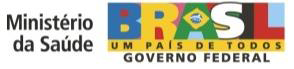 Ministério
da Saúde
BRASIL
UM PAÍS DE TODOS
GOVERNO FEDERAL